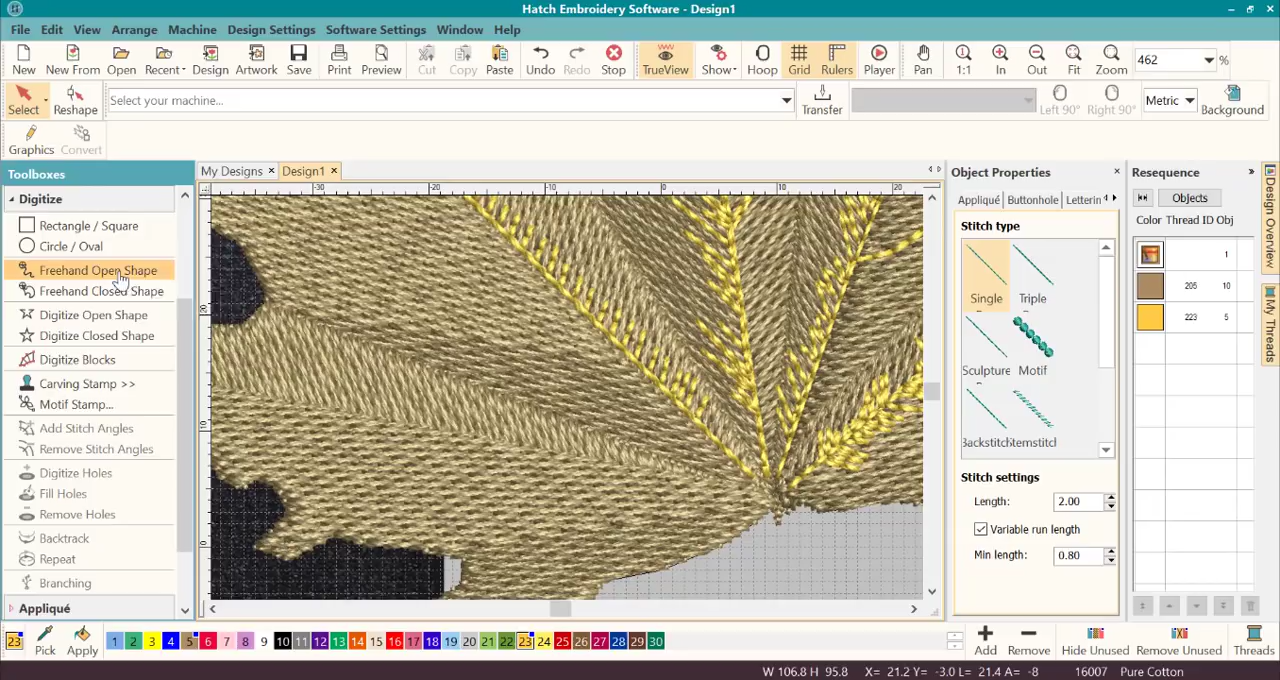 Hatch Embroidery Software - Design1
File Edit View Arrange Machine Design Settings Software Settings Window Help
New New From Open Recent Design Artwork Save Print Preview Cut Copy Paste Undo Redo Stop TrueView Show Hoop Grid Rulers Player Pan 1:1 In Out Fit Zoom 462 %
Select Reshape Select your machine... Transfer Left 90° Right 90° Metric Background
Graphics Convert
Toolboxes
My Designs × Design1 ×
Object Properties ×
Resequence »
Digitize
Rectangle / Square
Circle / Oval
Freehand Open Shape
Freehand Closed Shape
Digitize Open Shape
Digitize Closed Shape
Digitize Blocks
Carving Stamp >>
Motif Stamp...
Add Stitch Angles
Remove Stitch Angles
Digitize Holes
Fill Holes
Remove Holes
Backtrack
Repeat
Branching
Appliqué
-30 -20 -10 0 10 20
20
10
0
Appliqué Buttonhole Letterin
Stitch type
Single Triple
Sculpture Motif
Backstitch
Stitch settings
Length: 2.00
Variable run length
Min length: 0.80
Objects
Color Thread ID Obj
1
205 10
223 5
Design Overview
My Threads
23 Pick Apply 1 2 3 4 5 6 7 8 9 10 11 12 13 14 15 16 17 18 19 20 21 22 23 24 25 26 27 28 29 30 Add Remove Hide Unused Remove Unused Threads
W 106.8 H 95.8 X= 21.2 Y= -3.0 L= 21.4 A= -8 16007 Pure Cotton